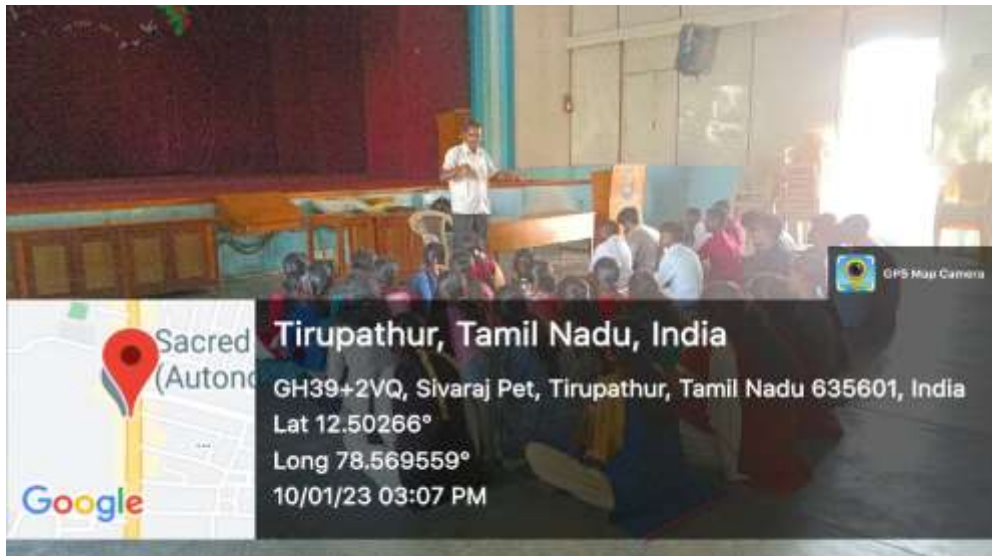 GPS Map Camera
Sacred
(Autono
Tirupathur, Tamil Nadu, India
GH39+2VQ, Sivaraj Pet, Tirupathur, Tamil Nadu 635601, India
Lat 12.50266°
Long 78.569559°
10/01/23 03:07 PM
Google